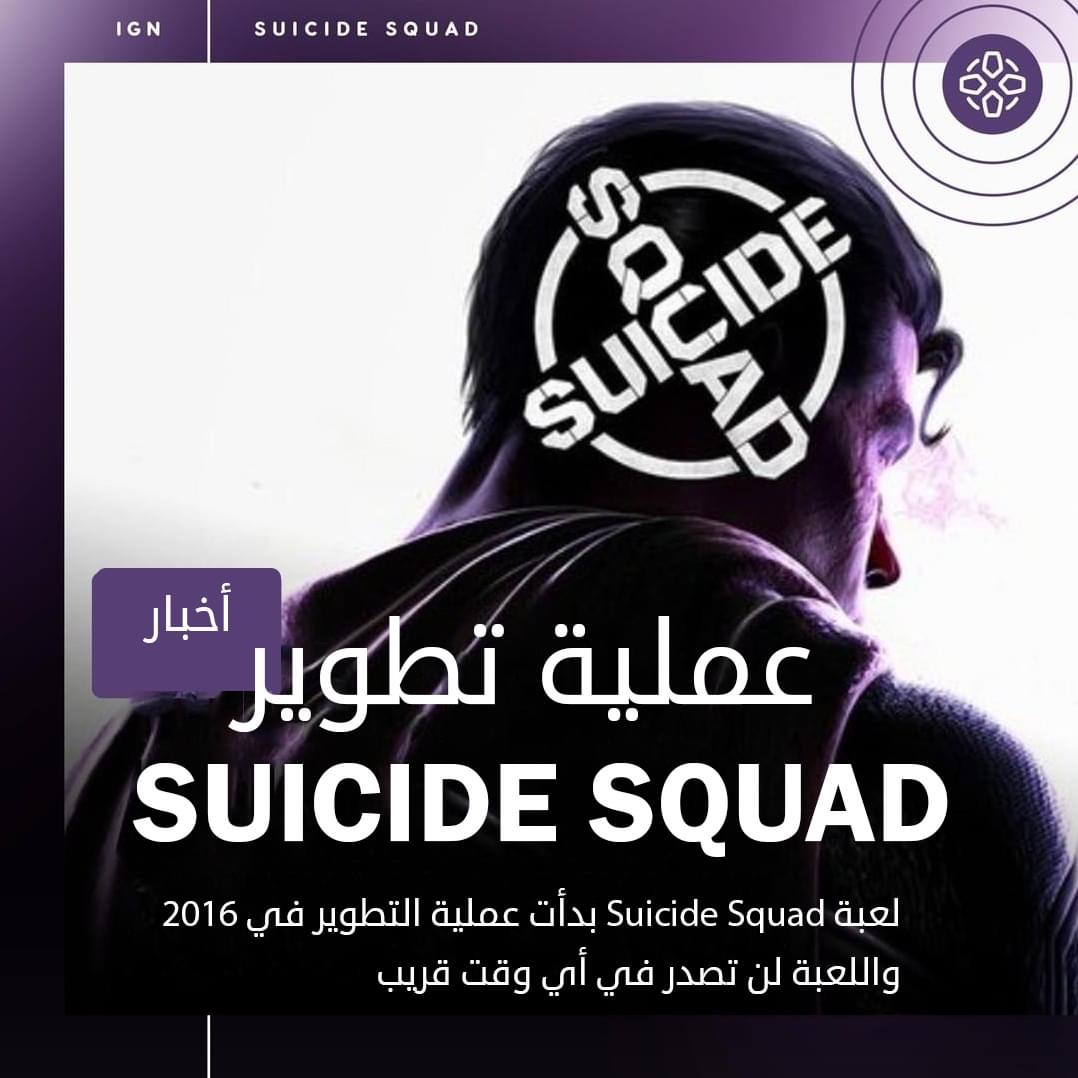 IGN
SUICIDE SQUAD
SUICIDE
SQUAD
أخبار
عملية تطوير
SUICIDE SQUAD
لعبة Suicide Squad بدأت عملية التطوير في 2016
واللعبة لن تصدر في أي وقت قريب